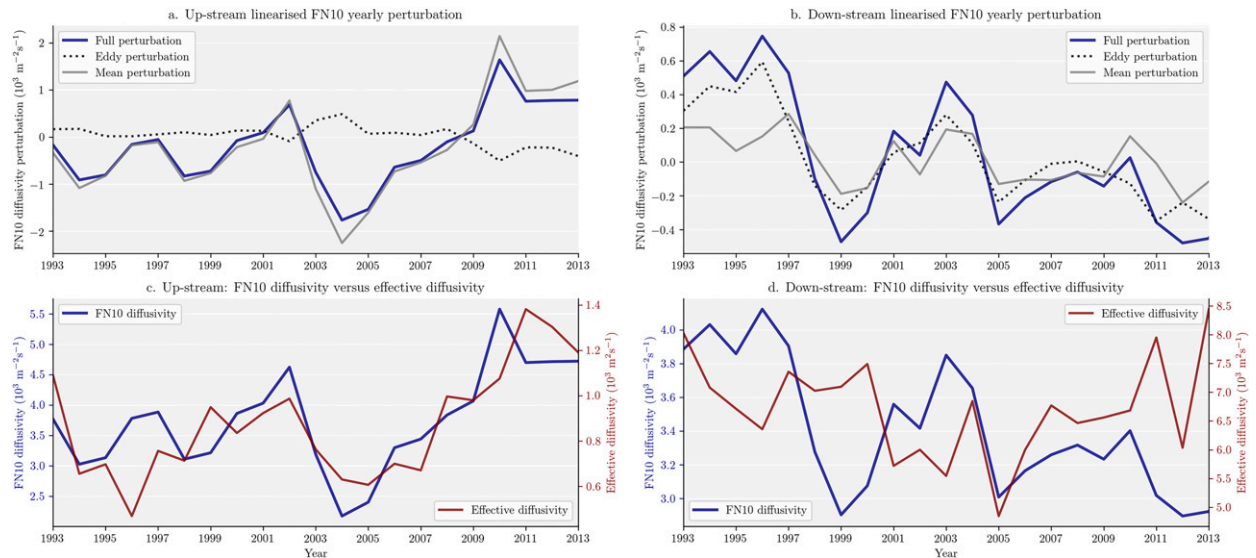 a. Up-stream linearised FN10 yearly perturbation
FN10 diffusivity perturbation (10³ m⁻²s⁻¹)
2
1
0
−1
−2
Full perturbation
Eddy perturbation
Mean perturbation
1993 1995 1997 1999 2001 2003 2005 2007 2009 2011 2013
b. Down-stream linearised FN10 yearly perturbation
FN10 diffusivity perturbation (10³ m⁻²s⁻¹)
0.8
0.6
0.4
0.2
0.0
−0.2
−0.4
Full perturbation
Eddy perturbation
Mean perturbation
1993 1995 1997 1999 2001 2003 2005 2007 2009 2011 2013
c. Up-stream: FN10 diffusivity versus effective diffusivity
FN10 diffusivity (10³ m⁻²s⁻¹)
5.5
5.0
4.5
4.0
3.5
3.0
2.5
FN10 diffusivity
Effective diffusivity
1.4
1.2
1.0
0.8
0.6
Effective diffusivity (10³ m²s⁻¹)
1993 1995 1997 1999 2001 2003 2005 2007 2009 2011 2013
Year
d. Down-stream: FN10 diffusivity versus effective diffusivity
FN10 diffusivity (10³ m⁻²s⁻¹)
4.0
3.8
3.6
3.4
3.2
3.0
Effective diffusivity
FN10 diffusivity
8.5
8.0
7.5
7.0
6.5
6.0
5.5
5.0
Effective diffusivity (10³ m²s⁻¹)
1993 1995 1997 1999 2001 2003 2005 2007 2009 2011 2013
Year